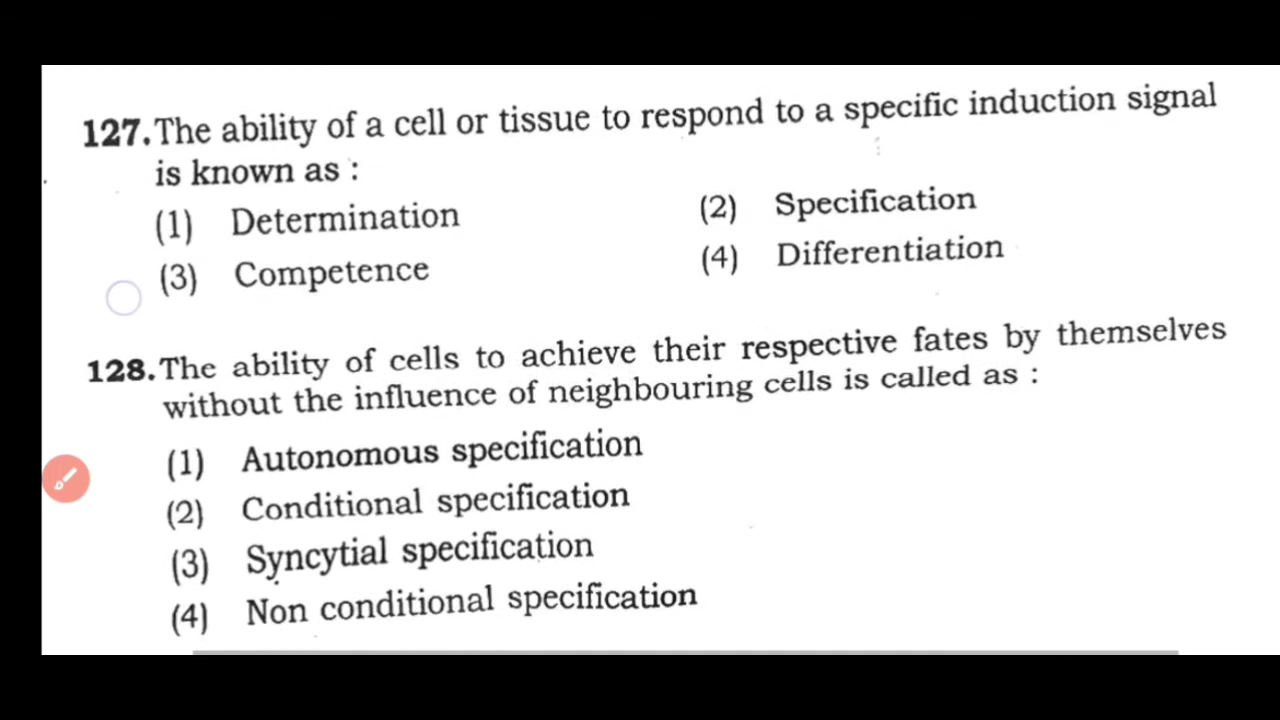 127. The ability of a cell or tissue to respond to a specific induction signal
is known as :
(1) Determination (2) Specification
(3) Competence (4) Differentiation
128. The ability of cells to achieve their respective fates by themselves
without the influence of neighbouring cells is called as :
(1) Autonomous specification
(2) Conditional specification
(3) Syncytial specification
(4) Non conditional specification